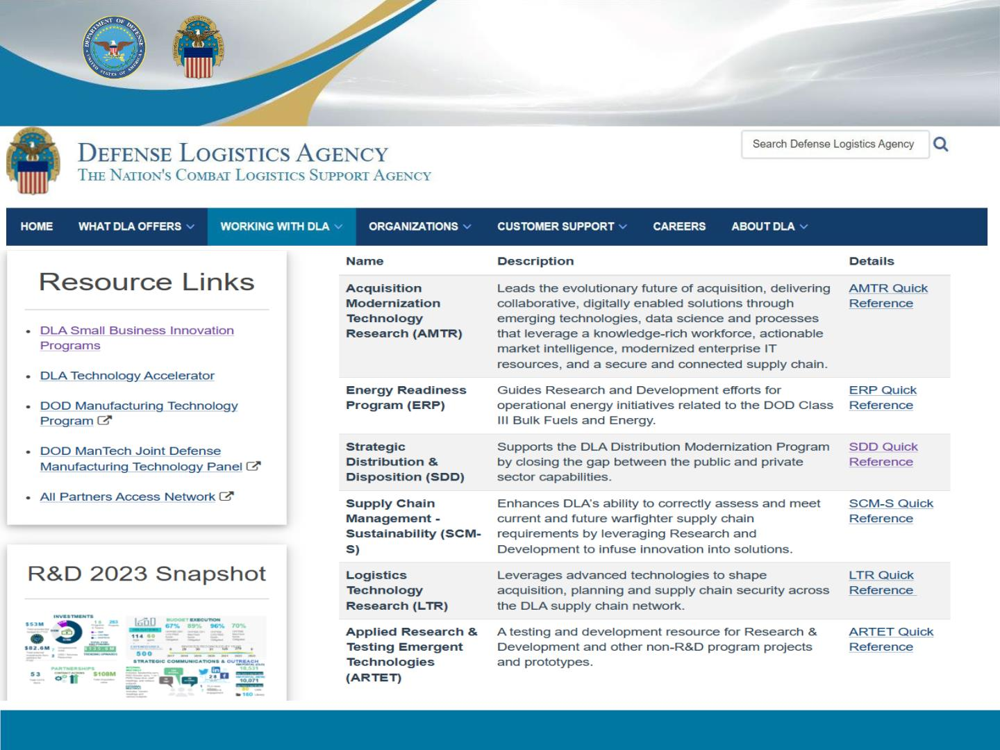 DEPARTMENT OF DEFENSE
UNITED STATES OF AMERICA
DEFENSE LOGISTICS AGENCY
THE NATION'S COMBAT LOGISTICS SUPPORT AGENCY
Search Defense Logistics Agency
HOME WHAT DLA OFFERS WORKING WITH DLA ORGANIZATIONS CUSTOMER SUPPORT CAREERS ABOUT DLA
Resource Links
• DLA Small Business Innovation
Programs
• DLA Technology Accelerator
• DOD Manufacturing Technology
Program
• DOD ManTech Joint Defense
Manufacturing Technology Panel
• All Partners Access Network
R&D 2023 Snapshot
INVESTMENTS
$53M
263
$82.6M
PARTNERSHIPS
53
CONTRACT ACTIONS
$108M
BUDGET EXECUTION
67% 89% 96% 70%
114 60
500
STRATEGIC COMMUNICATIONS & OUTREACH
18,531
10,071
160
Name Description Details
Acquisition
Modernization
Technology
Research (AMTR)
Leads the evolutionary future of acquisition, delivering
collaborative, digitally enabled solutions through
emerging technologies, data science and processes
that leverage a knowledge-rich workforce, actionable
market intelligence, modernized enterprise IT
resources, and a secure and connected supply chain.
AMTR Quick
Reference
Energy Readiness
Program (ERP)
Guides Research and Development efforts for
operational energy initiatives related to the DOD Class
III Bulk Fuels and Energy.
ERP Quick
Reference
Strategic
Distribution &
Disposition (SDD)
Supports the DLA Distribution Modernization Program
by closing the gap between the public and private
sector capabilities.
SDD Quick
Reference
Supply Chain
Management -
Sustainability (SCM-
S)
Enhances DLA’s ability to correctly assess and meet
current and future warfighter supply chain
requirements by leveraging Research and
Development to infuse innovation into solutions.
SCM-S Quick
Reference
Logistics
Technology
Research (LTR)
Leverages advanced technologies to shape
acquisition, planning and supply chain security across
the DLA supply chain network.
LTR Quick
Reference
Applied Research &
Testing Emergent
Technologies
(ARTET)
A testing and development resource for Research &
Development and other non-R&D program projects
and prototypes.
ARTET Quick
Reference